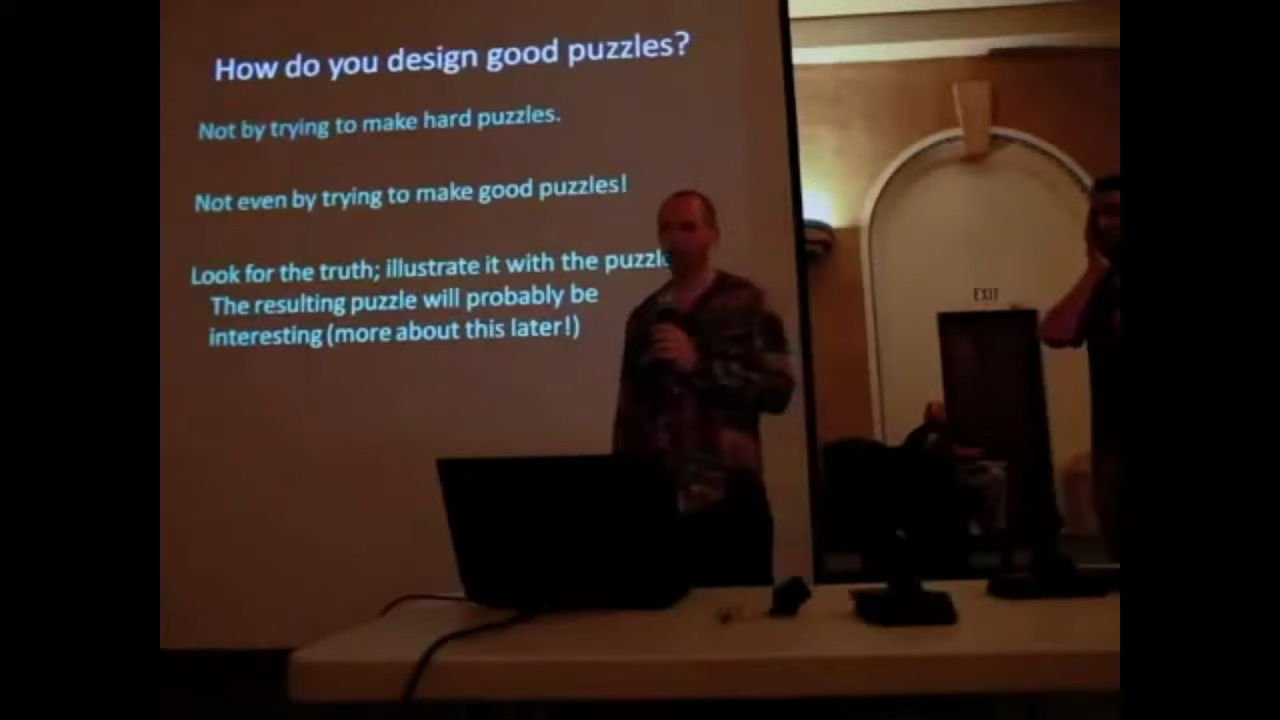 How do you design good puzzles?
Not by trying to make hard puzzles.
Not even by trying to make good puzzles!
Look for the truth; illustrate it with the
The resulting puzzle will probably be
interesting (more about this later!)
EXIT